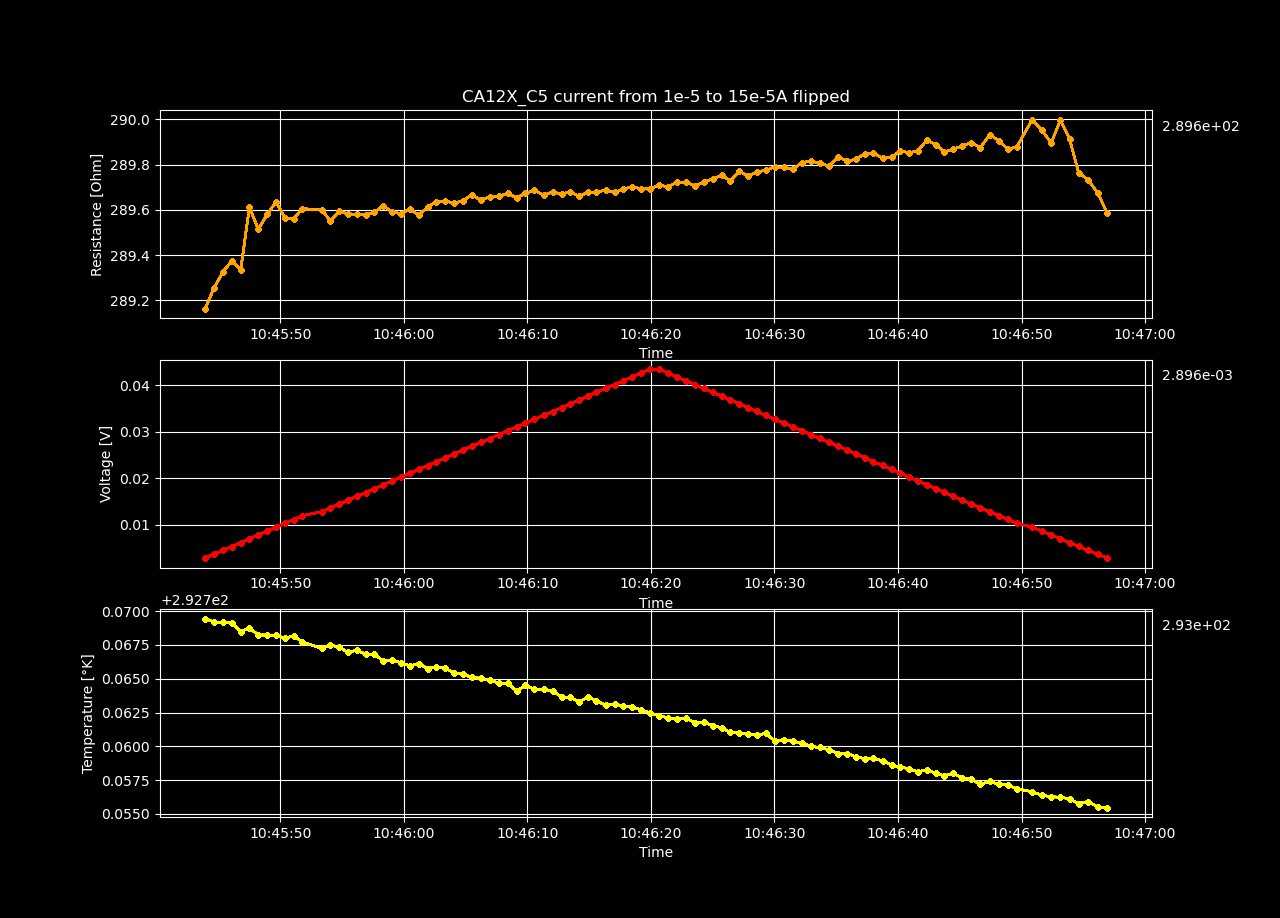 CA12X_C5 current from 1e-5 to 15e-5A flipped
290.0
289.8
289.6
289.4
289.2
Resistance [Ohm]
2.896e+02
10:45:50 10:46:00 10:46:10 10:46:20 10:46:30 10:46:40 10:46:50 10:47:00
Time
0.04
0.03
0.02
0.01
Voltage [V]
2.896e-03
10:45:50 10:46:00 10:46:10 10:46:20 10:46:30 10:46:40 10:46:50 10:47:00
Time
+2.927e2
0.0700
0.0675
0.0650
0.0625
0.0600
0.0575
0.0550
Temperature [°K]
2.93e+02
10:45:50 10:46:00 10:46:10 10:46:20 10:46:30 10:46:40 10:46:50 10:47:00
Time